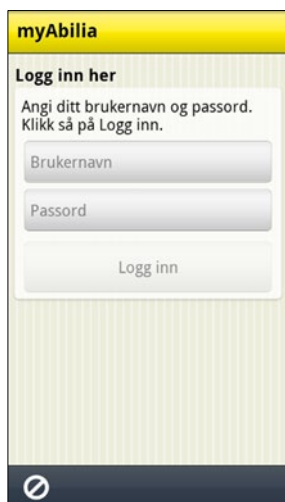 myAbilia
Logg inn her
Angi ditt brukernavn og passord.
Klikk så på Logg inn.
Brukernavn
Passord
Logg inn